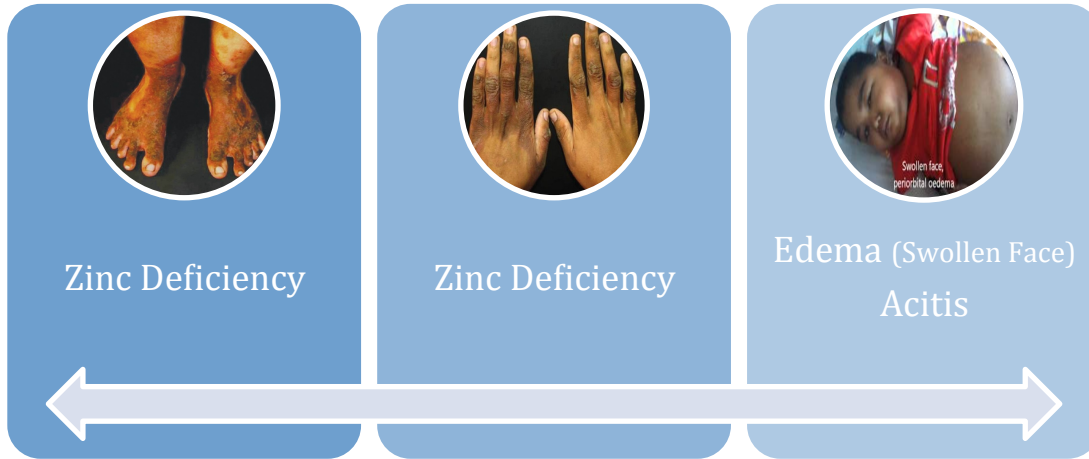 Swollen face,
periorbital oedema
Zinc Deficiency
Zinc Deficiency
Edema (Swollen Face)
Acitis